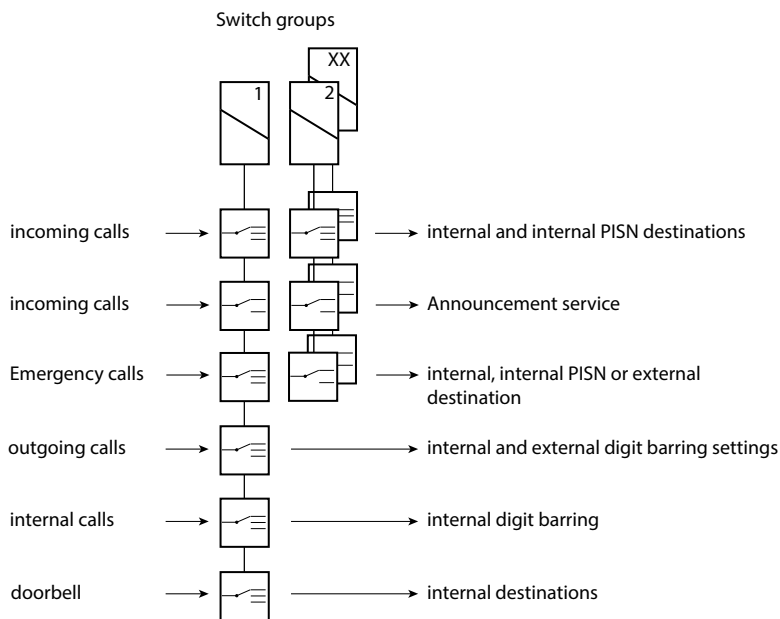 Switch groups
XX
1
2
incoming calls
internal and internal PISN destinations
incoming calls
Announcement service
Emergency calls
internal, internal PISN or external
destination
outgoing calls
internal and external digit barring settings
internal calls
internal digit barring
doorbell
internal destinations